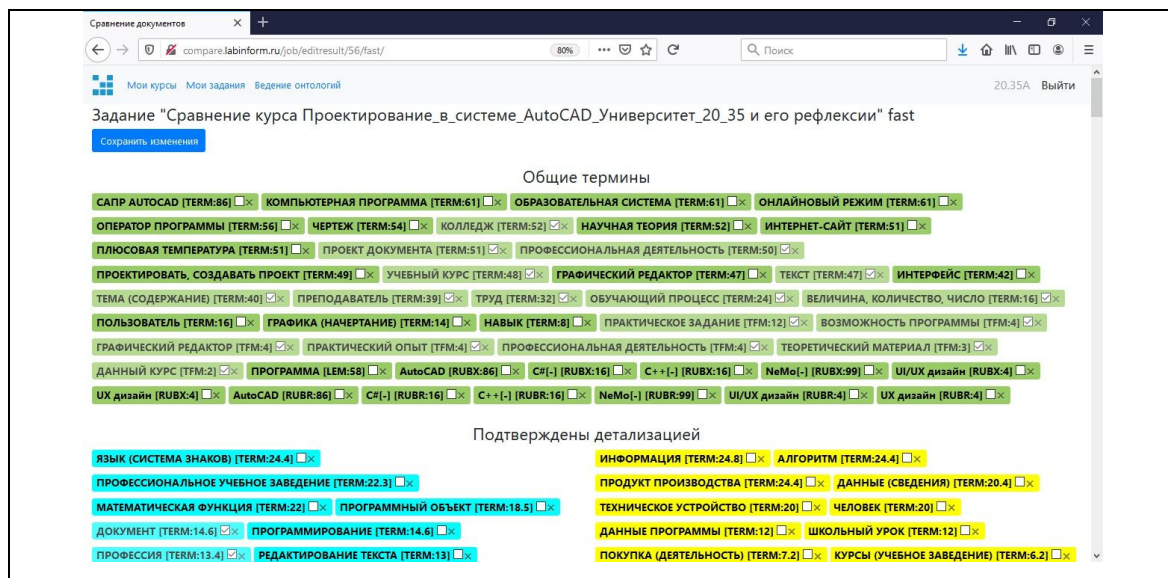 Сравнение документов
compare.labinform.ru/job/editresult/56/fast/ 80% Поиск
Мои курсы Мои задания Ведение онтологий 20.35А Выйти
Задание "Сравнение курса Проектирование_в_системе_AutoCAD_Университет_20_35 и его рефлексии" fast
Сохранить изменения
Общие термины
САПР AUTOCAD [TERM:86] КОМПЬЮТЕРНАЯ ПРОГРАММА [TERM:61] ОБРАЗОВАТЕЛЬНАЯ СИСТЕМА [TERM:61] ОНЛАЙНОВЫЙ РЕЖИМ [TERM:61]
ОПЕРАТОР ПРОГРАММЫ [TERM:56] ЧЕРТЕЖ [TERM:54] КОЛЛЕДЖ [TERM:52] НАУЧНАЯ ТЕОРИЯ [TERM:52] ИНТЕРНЕТ-САЙТ [TERM:51]
ПЛЮСОВАЯ ТЕМПЕРАТУРА [TERM:51] ПРОЕКТ ДОКУМЕНТА [TERM:51] ПРОФЕССИОНАЛЬНАЯ ДЕЯТЕЛЬНОСТЬ [TERM:50]
ПРОЕКТИРОВАТЬ, СОЗДАВАТЬ ПРОЕКТ [TERM:49] УЧЕБНЫЙ КУРС [TERM:48] ГРАФИЧЕСКИЙ РЕДАКТОР [TERM:47] ТЕКСТ [TERM:47] ИНТЕРФЕЙС [TERM:42]
ТЕМА (СОДЕРЖАНИЕ) [TERM:40] ПРЕПОДАВАТЕЛЬ [TERM:39] ТРУД [TERM:32] ОБУЧАЮЩИЙ ПРОЦЕСС [TERM:24] ВЕЛИЧИНА, КОЛИЧЕСТВО, ЧИСЛО [TERM:16]
ПОЛЬЗОВАТЕЛЬ [TERM:16] ГРАФИКА (НАЧЕРТАНИЕ) [TERM:14] НАВЫК [TERM:8] ПРАКТИЧЕСКОЕ ЗАДАНИЕ [TFM:12] ВОЗМОЖНОСТЬ ПРОГРАММЫ [TFM:4]
ГРАФИЧЕСКИЙ РЕДАКТОР [TFM:4] ПРАКТИЧЕСКИЙ ОПЫТ [TFM:4] ПРОФЕССИОНАЛЬНАЯ ДЕЯТЕЛЬНОСТЬ [TFM:4] ТЕОРЕТИЧЕСКИЙ МАТЕРИАЛ [TFM:3]
ДАННЫЙ КУРС [TFM:2] ПРОГРАММА [LEM:58] AutoCAD [RUBX:86] C#[-] [RUBX:16] C++[-] [RUBX:16] NeMo[-] [RUBX:99] UI/UX дизайн [RUBX:4]
UX дизайн [RUBX:4] AutoCAD [RUBR:86] C#[-] [RUBR:16] C++[-] [RUBR:16] NeMo[-] [RUBR:99] UI/UX дизайн [RUBR:4] UX дизайн [RUBR:4]
Подтверждены детализацией
ЯЗЫК (СИСТЕМА ЗНАКОВ) [TERM:24.4] ИНФОРМАЦИЯ [TERM:24.8] АЛГОРИТМ [TERM:24.4]
ПРОФЕССИОНАЛЬНОЕ УЧЕБНОЕ ЗАВЕДЕНИЕ [TERM:22.3] ПРОДУКТ ПРОИЗВОДСТВА [TERM:24.4] ДАННЫЕ (СВЕДЕНИЯ) [TERM:20.4]
МАТЕМАТИЧЕСКАЯ ФУНКЦИЯ [TERM:22] ПРОГРАММНЫЙ ОБЪЕКТ [TERM:18.5] ТЕХНИЧЕСКОЕ УСТРОЙСТВО [TERM:20] ЧЕЛОВЕК [TERM:20]
ДОКУМЕНТ [TERM:14.6] ПРОГРАММИРОВАНИЕ [TERM:14.6] ДАННЫЕ ПРОГРАММЫ [TERM:12] ШКОЛЬНЫЙ УРОК [TERM:12]
ПРОФЕССИЯ [TERM:13.4] РЕДАКТИРОВАНИЕ ТЕКСТА [TERM:13] ПОКУПКА (ДЕЯТЕЛЬНОСТЬ) [TERM:7.2] КУРСЫ (УЧЕБНОЕ ЗАВЕДЕНИЕ) [TERM:6.2]